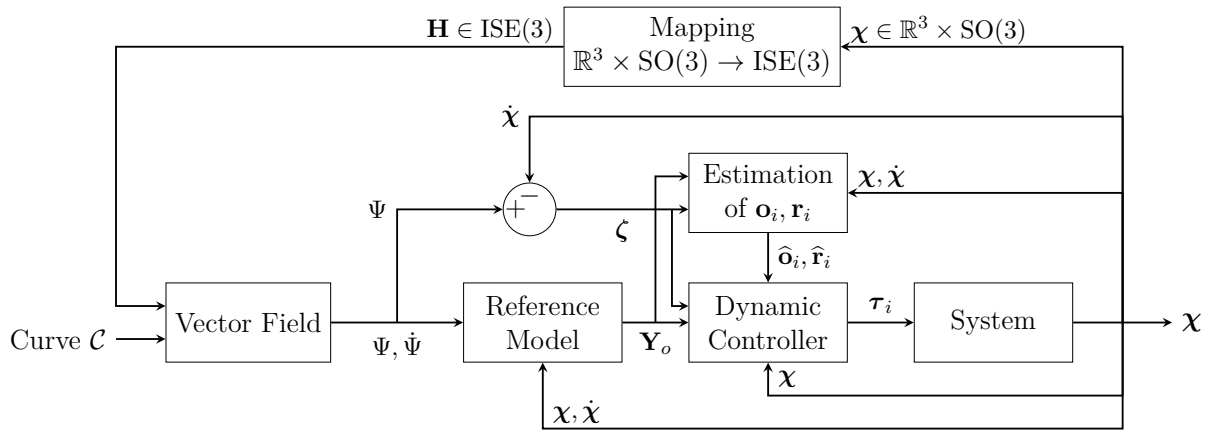 𝐇 ∈ ISE(3)
Mapping
ℝ³ × SO(3) → ISE(3)
𝝌 ∈ ℝ³ × SO(3)
𝝌̇
Estimation
of 𝐨ᵢ, 𝐫ᵢ
𝝌, 𝝌̇
Ψ
+
−
𝜻
𝐨̂ᵢ, 𝐫̂ᵢ
Curve 𝒞
Vector Field
Ψ, Ψ̇
Reference
Model
𝐘ₒ
Dynamic
Controller
𝝉ᵢ
System
𝝌
𝝌
𝝌, 𝝌̇